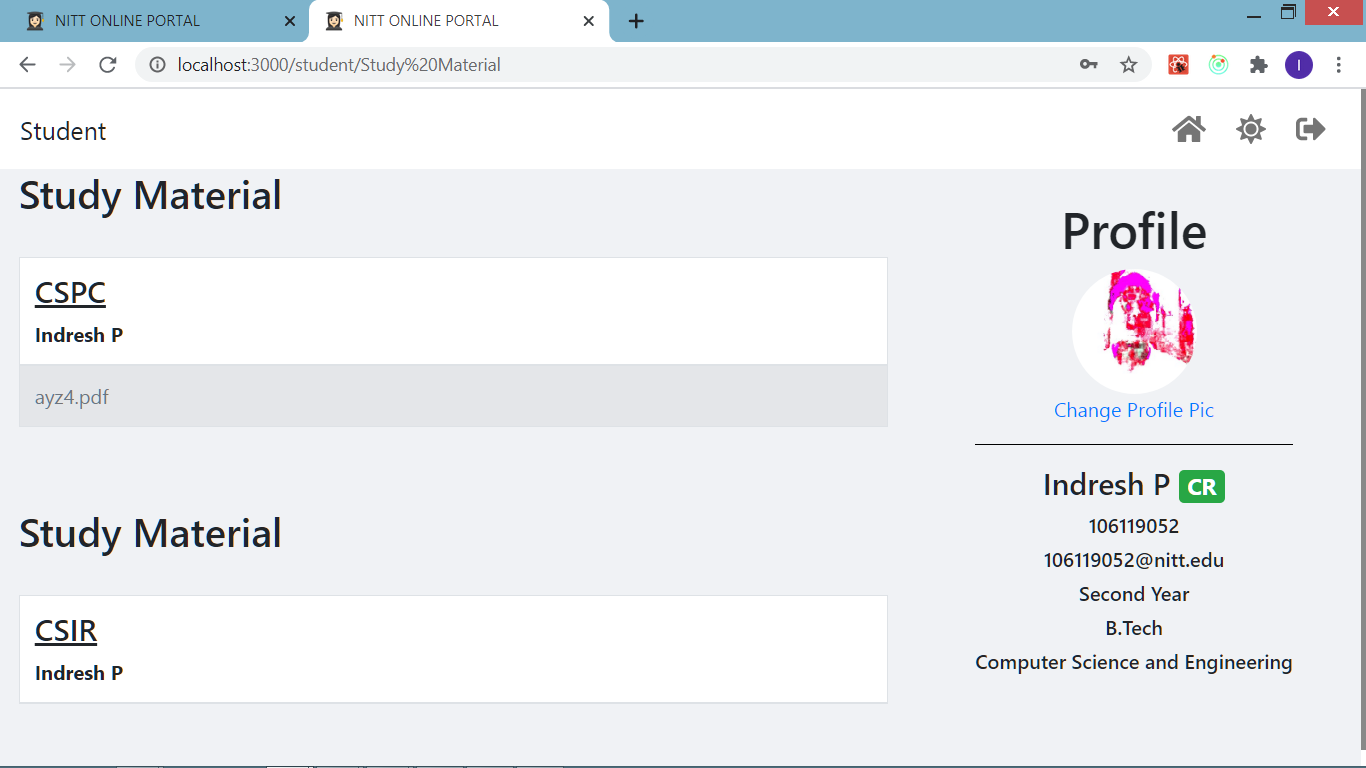 NITT ONLINE PORTAL
NITT ONLINE PORTAL
localhost:3000/student/Study%20Material
I
Student
Study Material
CSPC
Indresh P
ayz4.pdf
Study Material
CSIR
Indresh P
Profile
Change Profile Pic
Indresh P CR
106119052
106119052@nitt.edu
Second Year
B.Tech
Computer Science and Engineering